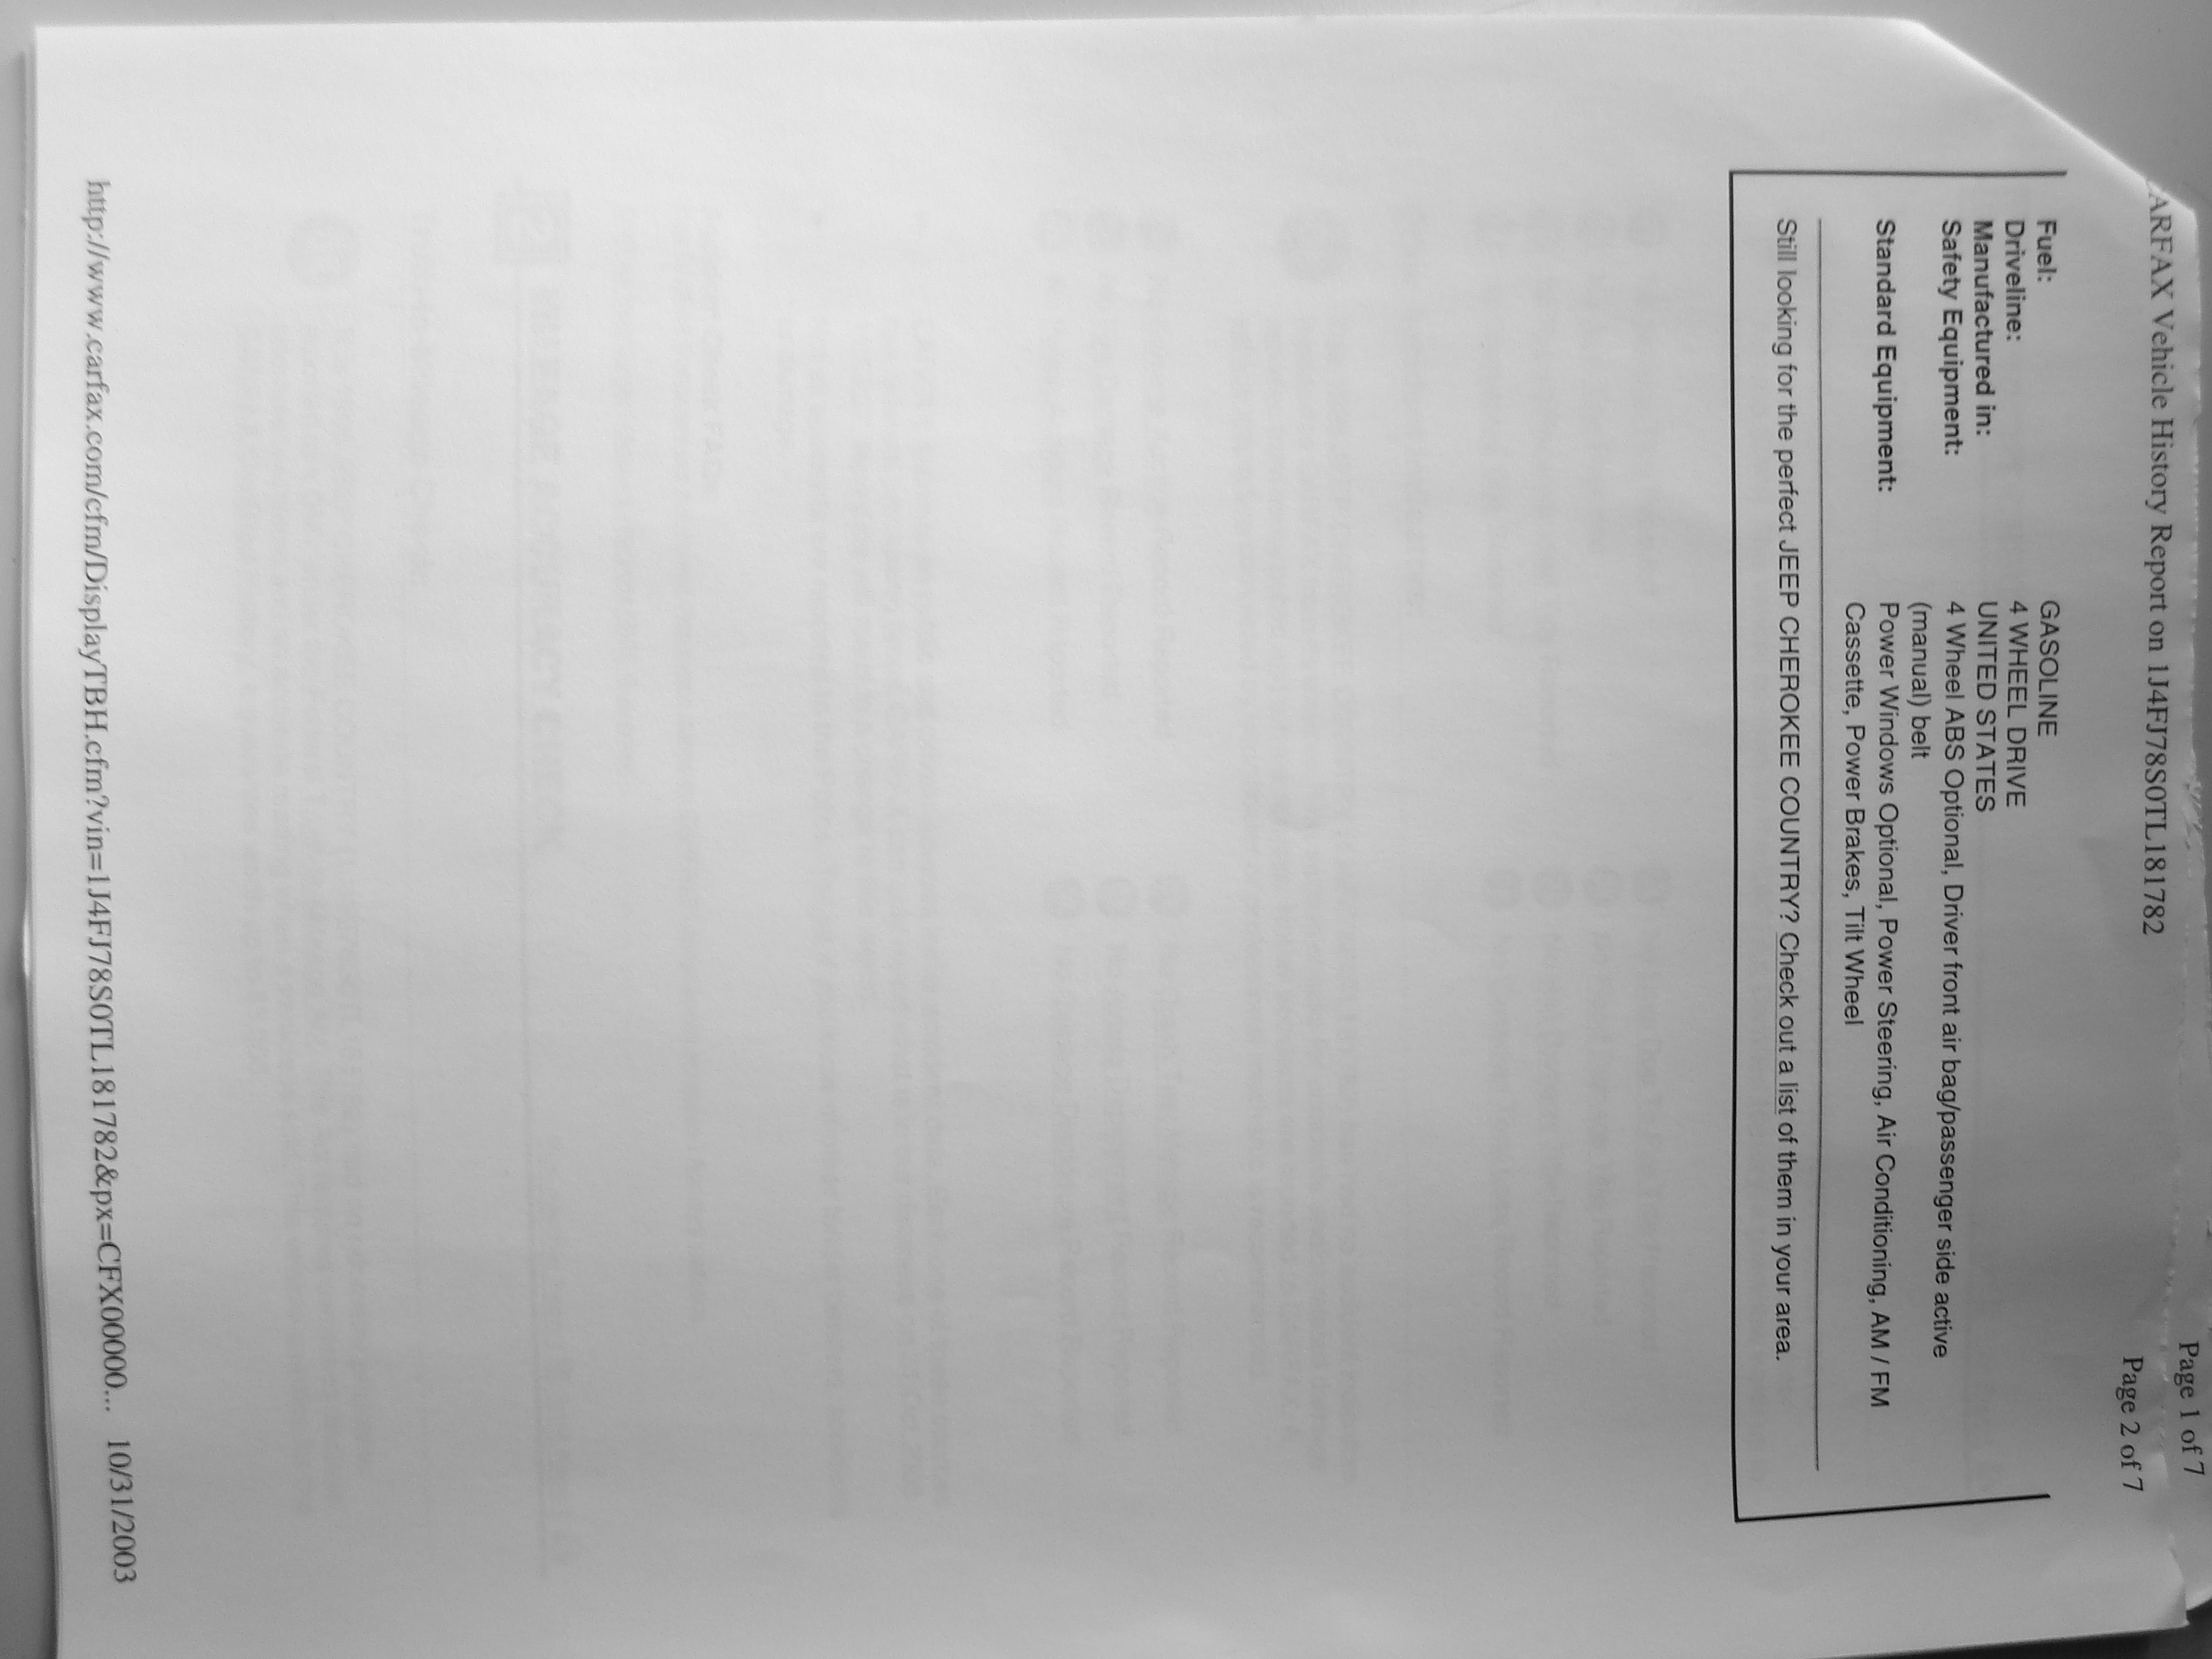 Page 1 of 7
ARFAX Vehicle History Report on 1J4FJ78S0TL181782 Page 2 of 7
Fuel: GASOLINE
Driveline: 4 WHEEL DRIVE
Manufactured in: UNITED STATES
Safety Equipment: 4 Wheel ABS Optional, Driver front air bag/passenger side active
(manual) belt
Standard Equipment: Power Windows Optional, Power Steering, Air Conditioning, AM / FM
Cassette, Power Brakes, Tilt Wheel
Still looking for the perfect JEEP CHEROKEE COUNTRY? Check out a list of them in your area.
http://www.carfax.com/cfm/DisplayTBH.cfm?vin=1J4FJ78S0TL181782&px=CFX00000... 10/31/2003